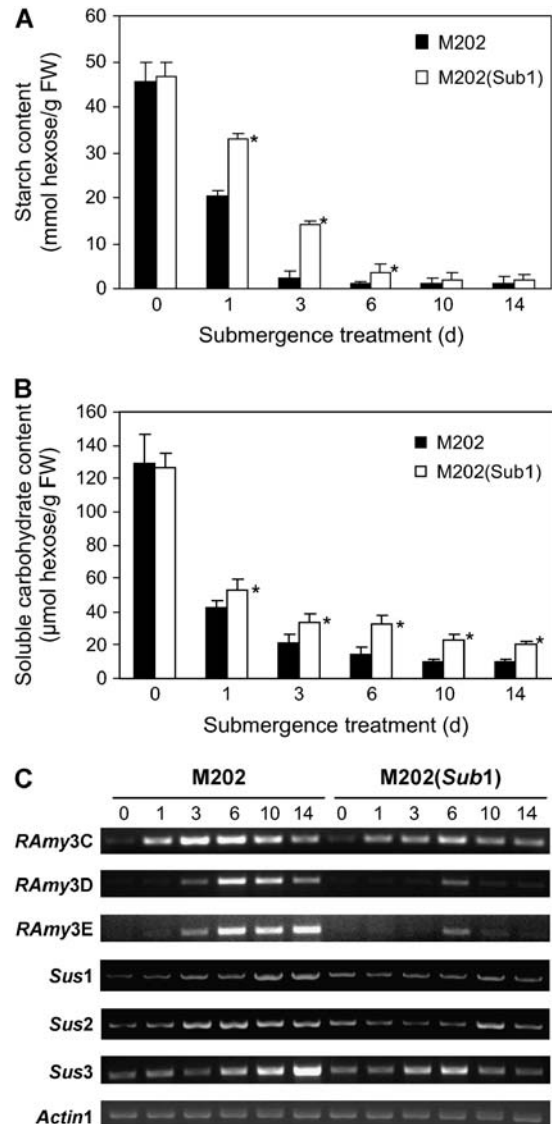 A
60
50
40
30
20
10
0
Starch content
(mmol hexose/g FW)
M202
M202(Sub1)
*
*
*
0 1 3 6 10 14
Submergence treatment (d)
B
160
140
120
100
80
60
40
20
0
Soluble carbohydrate content
(µmol hexose/g FW)
M202
M202(Sub1)
*
*
*
*
*
0 1 3 6 10 14
Submergence treatment (d)
C
M202 M202(Sub1)
0 1 3 6 10 14 0 1 3 6 10 14
RAmy3C
RAmy3D
RAmy3E
Sus1
Sus2
Sus3
Actin1